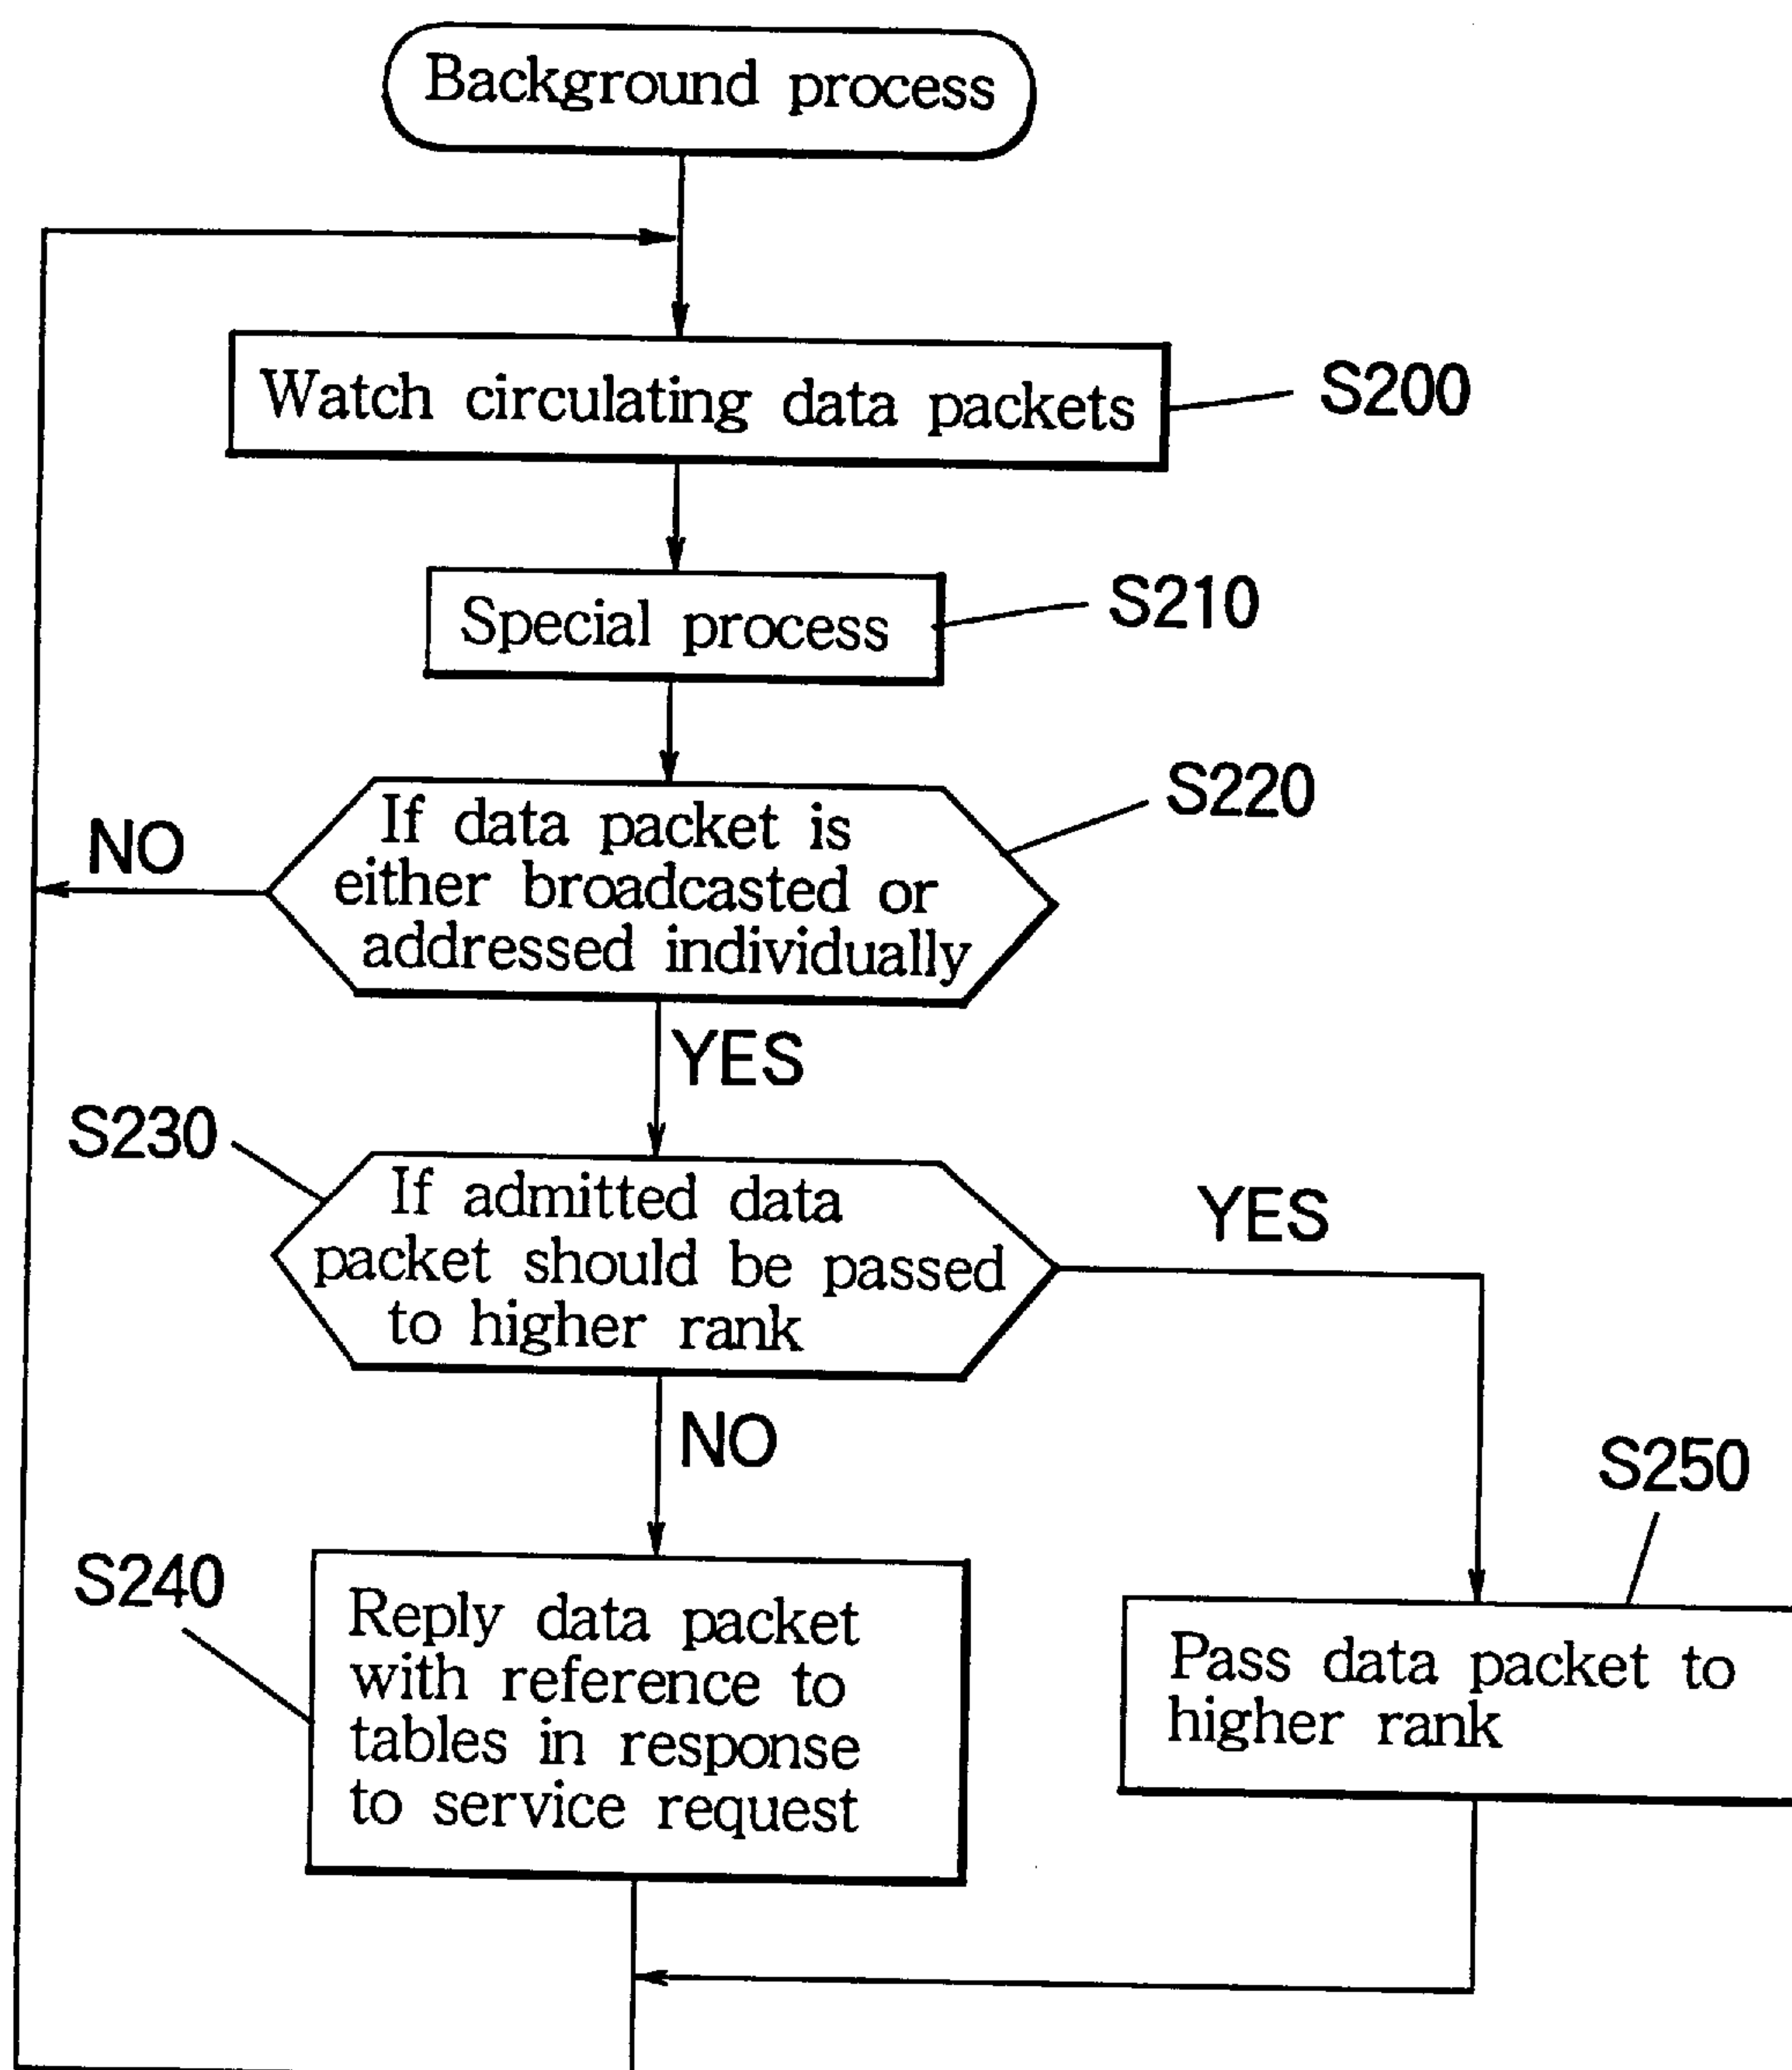 Background process
Watch circulating data packets
S200
Special process
S210
S220
If data packet is
either broadcasted or
addressed individually
NO
YES
S230
If admitted data
packet should be passed
to higher rank
YES
NO
S240
Reply data packet
with reference to
tables in response
to service request
S250
Pass data packet to
higher rank